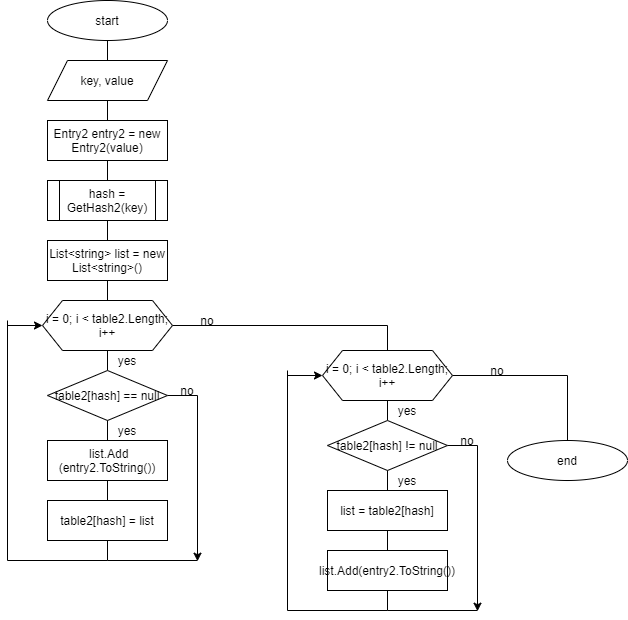 start
key, value
Entry2 entry2 = new
Entry2(value)
hash =
GetHash2(key)
List<string> list = new
List<string>()
i = 0; i < table2.Length;
i++
no
yes
table2[hash] == null
no
yes
list.Add
(entry2.ToString())
table2[hash] = list
i = 0; i < table2.Length;
i++
no
yes
table2[hash] != null
no
yes
list = table2[hash]
list.Add(entry2.ToString())
end